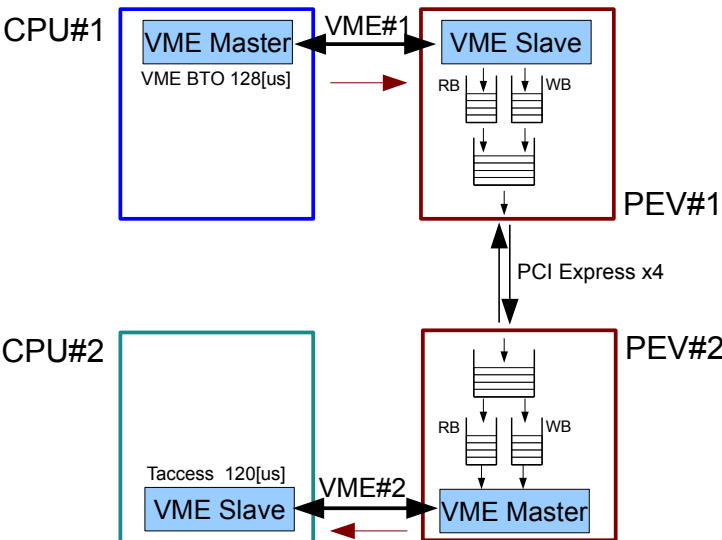 CPU#1
VME Master
VME BTO 128[us]
VME#1
VME Slave
RB
WB
PEV#1
PCI Express x4
CPU#2
Taccess 120[us]
VME Slave
VME#2
PEV#2
RB
WB
VME Master